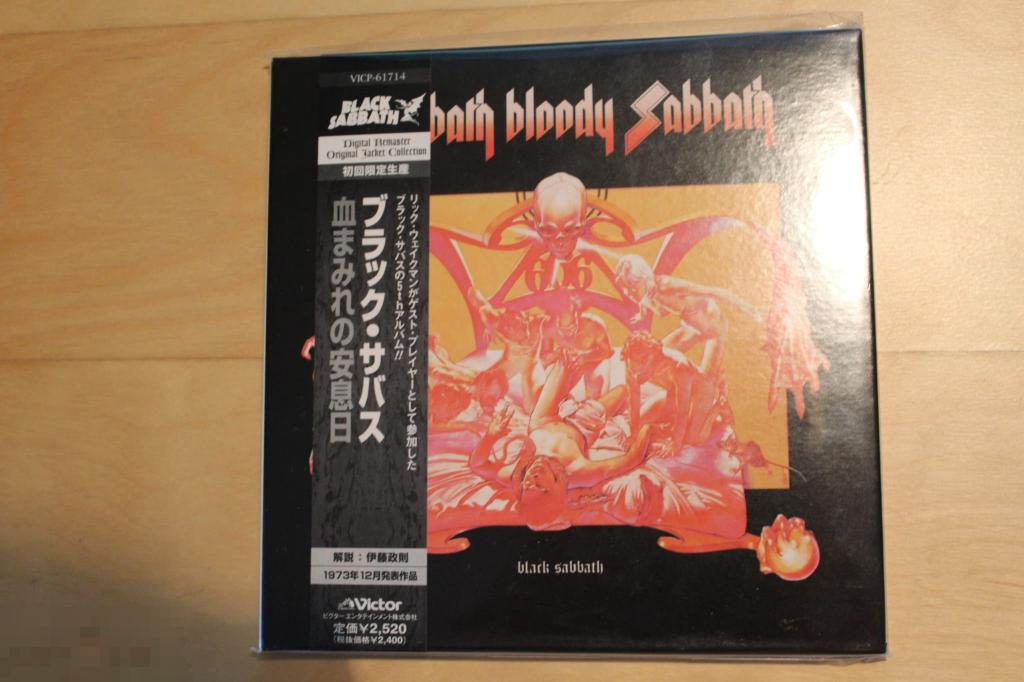 VICP-61714
BLACK
SABBATH
Digital Remaster
Original Jacket Collection
初回限定生産
リック・ウェイクマンがゲスト・プレイヤーとして参加した
ブラック・サバスの5thアルバム!!
ブラック・サバス
血まみれの安息日
解説：伊藤政則
1973年12月発表作品
Victor
ビクターエンタテインメント株式会社
定価￥2,520
(税抜価格￥2,400)
bath bloody Sabbath
666
black sabbath